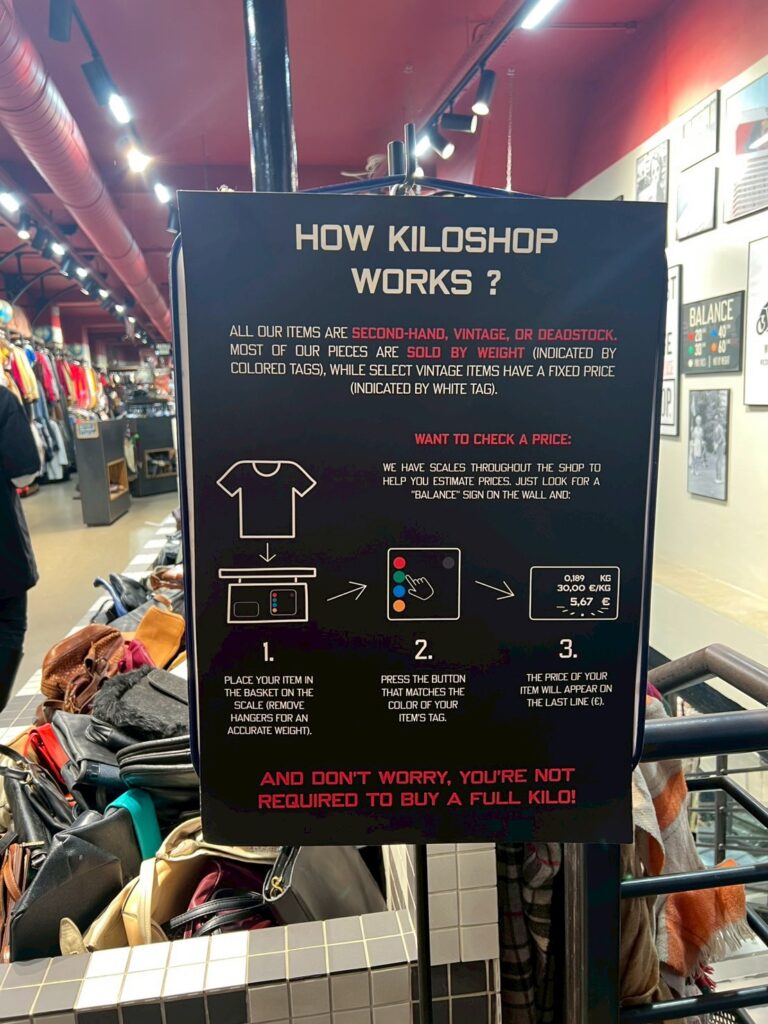 HOW KILOSHOP
WORKS ?
ALL OUR ITEMS ARE SECOND-HAND, VINTAGE, OR DEADSTOCK.
MOST OF OUR PIECES ARE SOLD BY WEIGHT (INDICATED BY
COLORED TAGS), WHILE SELECT VINTAGE ITEMS HAVE A FIXED PRICE
(INDICATED BY WHITE TAG).
WANT TO CHECK A PRICE:
WE HAVE SCALES THROUGHOUT THE SHOP TO
HELP YOU ESTIMATE PRICES. JUST LOOK FOR A
"BALANCE" SIGN ON THE WALL AND:
0,189 KG
30,00 €/KG
5,67 €
1.
PLACE YOUR ITEM IN
THE BASKET ON THE
SCALE (REMOVE
HANGERS FOR AN
ACCURATE WEIGHT).
2.
PRESS THE BUTTON
THAT MATCHES THE
COLOR OF YOUR
ITEM'S TAG.
3.
THE PRICE OF YOUR
ITEM WILL APPEAR ON
THE LAST LINE (€).
AND DON'T WORRY, YOU'RE NOT
REQUIRED TO BUY A FULL KILO!
BALANCE